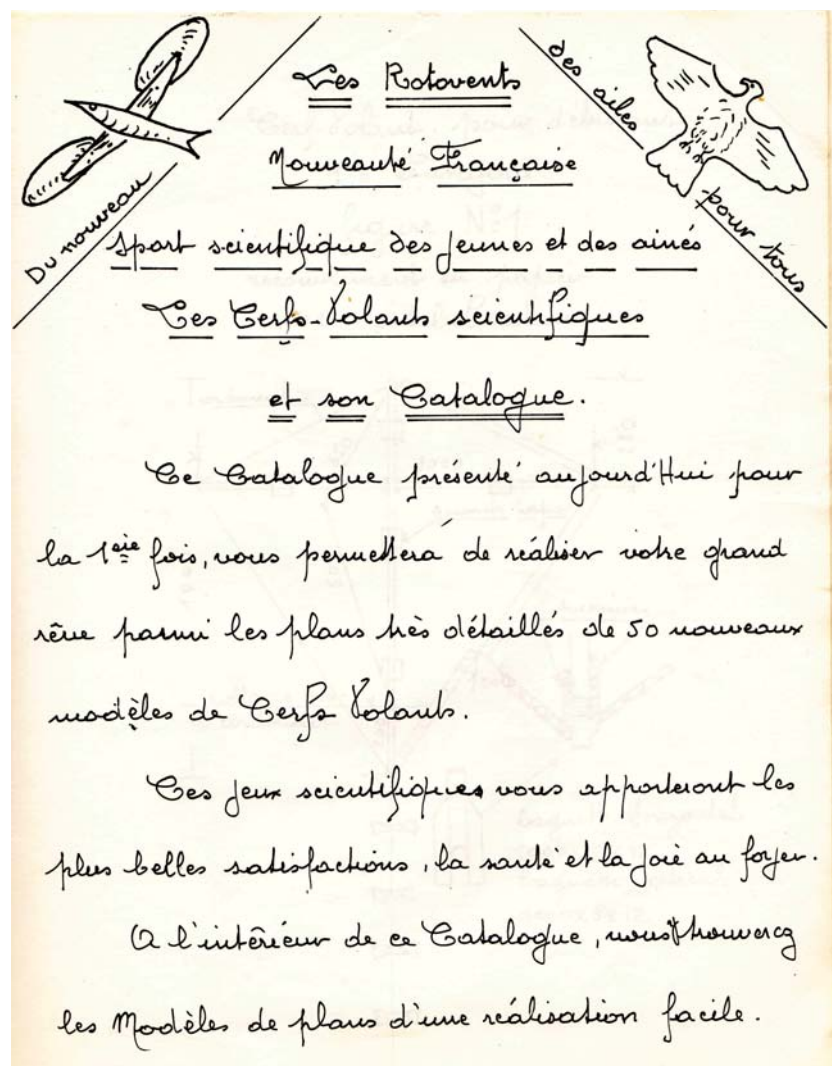 Les Rotovents
Nouveauté Française
Du nouveau
des ailes
pour tous
Sport scientifique des jeunes et des ainés
Les Cerfs-Volants scientifiques
et son Catalogue.
Ce Catalogue présenté aujourd'Hui pour
la 1ère fois, vous permettera de réaliser votre grand
rêve parmi les plans très détaillés de 50 nouveaux
modèles de Cerfs Volants.
Ces jeux scientifiques vous apporteront les
plus belles satisfactions, la santé et la joie au foyer.
A l'intérieur de ce Catalogue, vous trouverez
les Modèles de plans d'une réalisation facile.